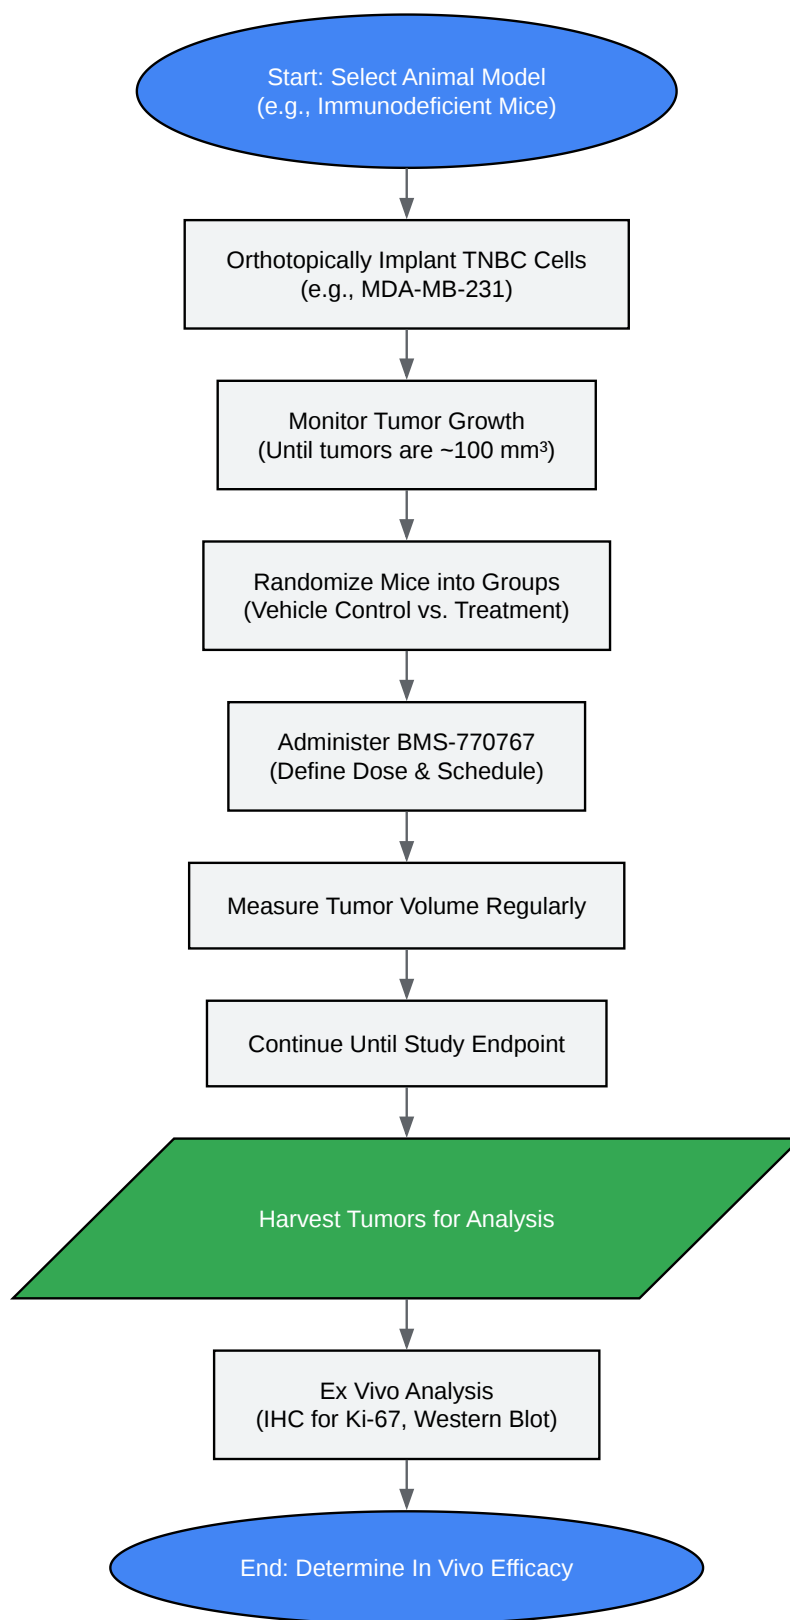 Start: Select Animal Model
(e.g., Immunodeficient Mice)
Orthotopically Implant TNBC Cells
(e.g., MDA-MB-231)
Monitor Tumor Growth
(Until tumors are ~100 mm³)
Randomize Mice into Groups
(Vehicle Control vs. Treatment)
Administer BMS-770767
(Define Dose & Schedule)
Measure Tumor Volume Regularly
Continue Until Study Endpoint
Harvest Tumors for Analysis
Ex Vivo Analysis
(IHC for Ki-67, Western Blot)
End: Determine In Vivo Efficacy